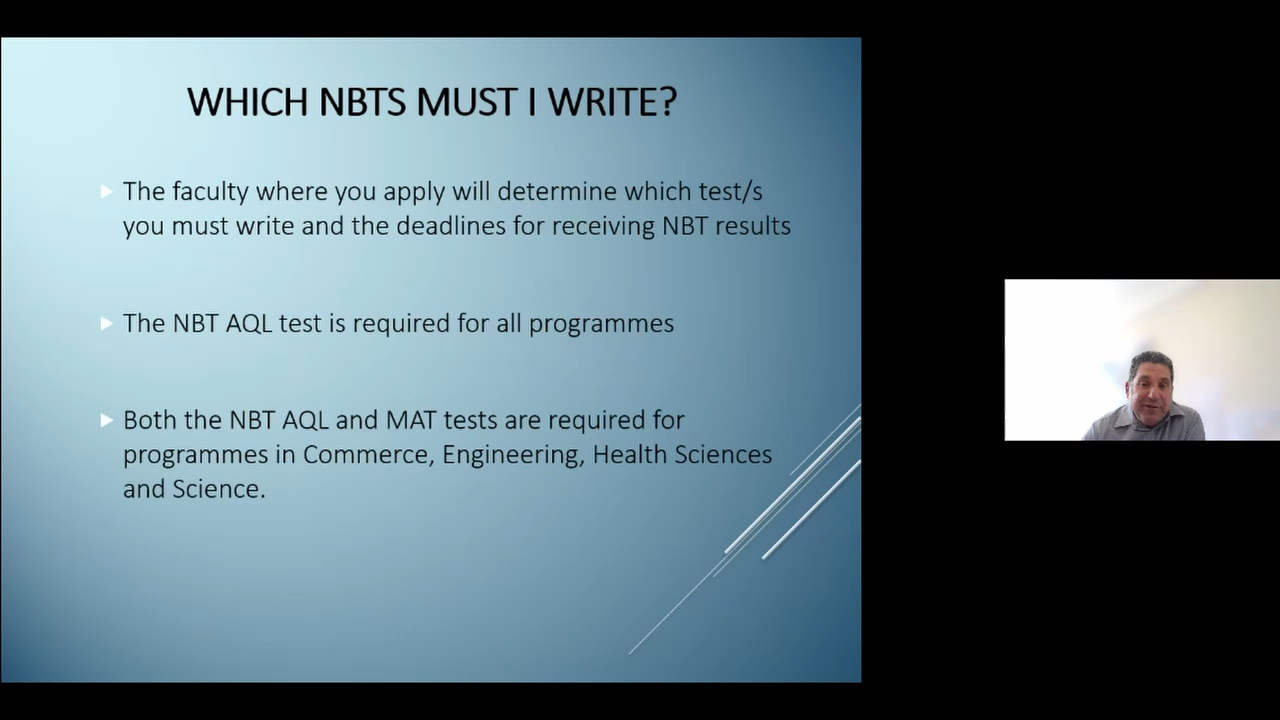 WHICH NBTS MUST I WRITE?
The faculty where you apply will determine which test/s
you must write and the deadlines for receiving NBT results
The NBT AQL test is required for all programmes
Both the NBT AQL and MAT tests are required for
programmes in Commerce, Engineering, Health Sciences
and Science.